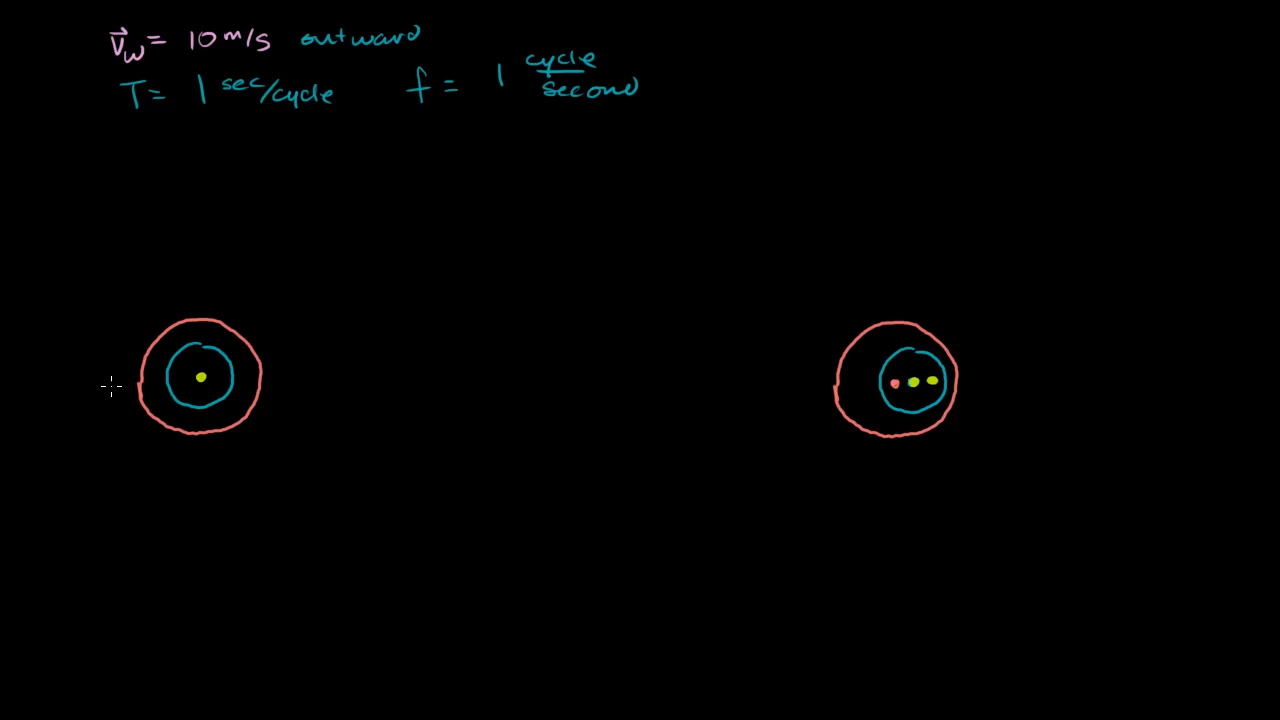 v⃗w = 10 m/s outward
T = 1 sec/cycle f = 1 cycle/second